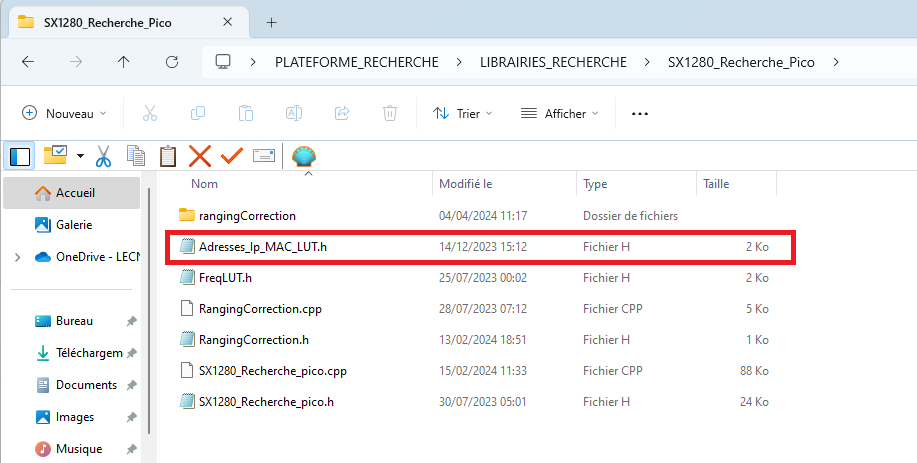 SX1280_Recherche_Pico
PLATEFORME_RECHERCHE > LIBRAIRIES_RECHERCHE > SX1280_Recherche_Pico >
Nouveau Trier Afficher ...
Nom Modifié le Type Taille
Accueil
Galerie
OneDrive - LECN
Bureau
Téléchargem
Documents
Images
Musique
rangingCorrection 04/04/2024 11:17 Dossier de fichiers
Adresses_Ip_MAC_LUT.h 14/12/2023 15:12 Fichier H 2 Ko
FreqLUT.h 25/07/2023 00:02 Fichier H 2 Ko
RangingCorrection.cpp 28/07/2023 07:12 Fichier CPP 5 Ko
RangingCorrection.h 13/02/2024 18:51 Fichier H 1 Ko
SX1280_Recherche_pico.cpp 15/02/2024 11:33 Fichier CPP 88 Ko
SX1280_Recherche_pico.h 30/07/2023 05:01 Fichier H 24 Ko